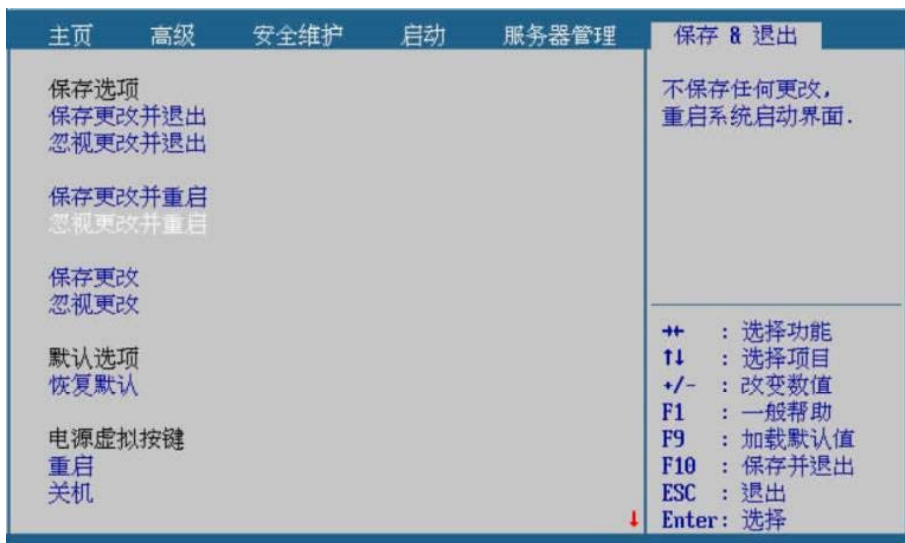 主页 高级 安全维护 启动 服务器管理 保存 & 退出
保存选项
保存更改并退出
忽视更改并退出
保存更改并重启
忽视更改并重启
保存更改
忽视更改
默认选项
恢复默认
电源虚拟按键
重启
关机
不保存任何更改,
重启系统启动界面.
→← : 选择功能
↑↓ : 选择项目
+/- : 改变数值
F1 : 一般帮助
F9 : 加载默认值
F10 : 保存并退出
ESC : 退出
Enter: 选择